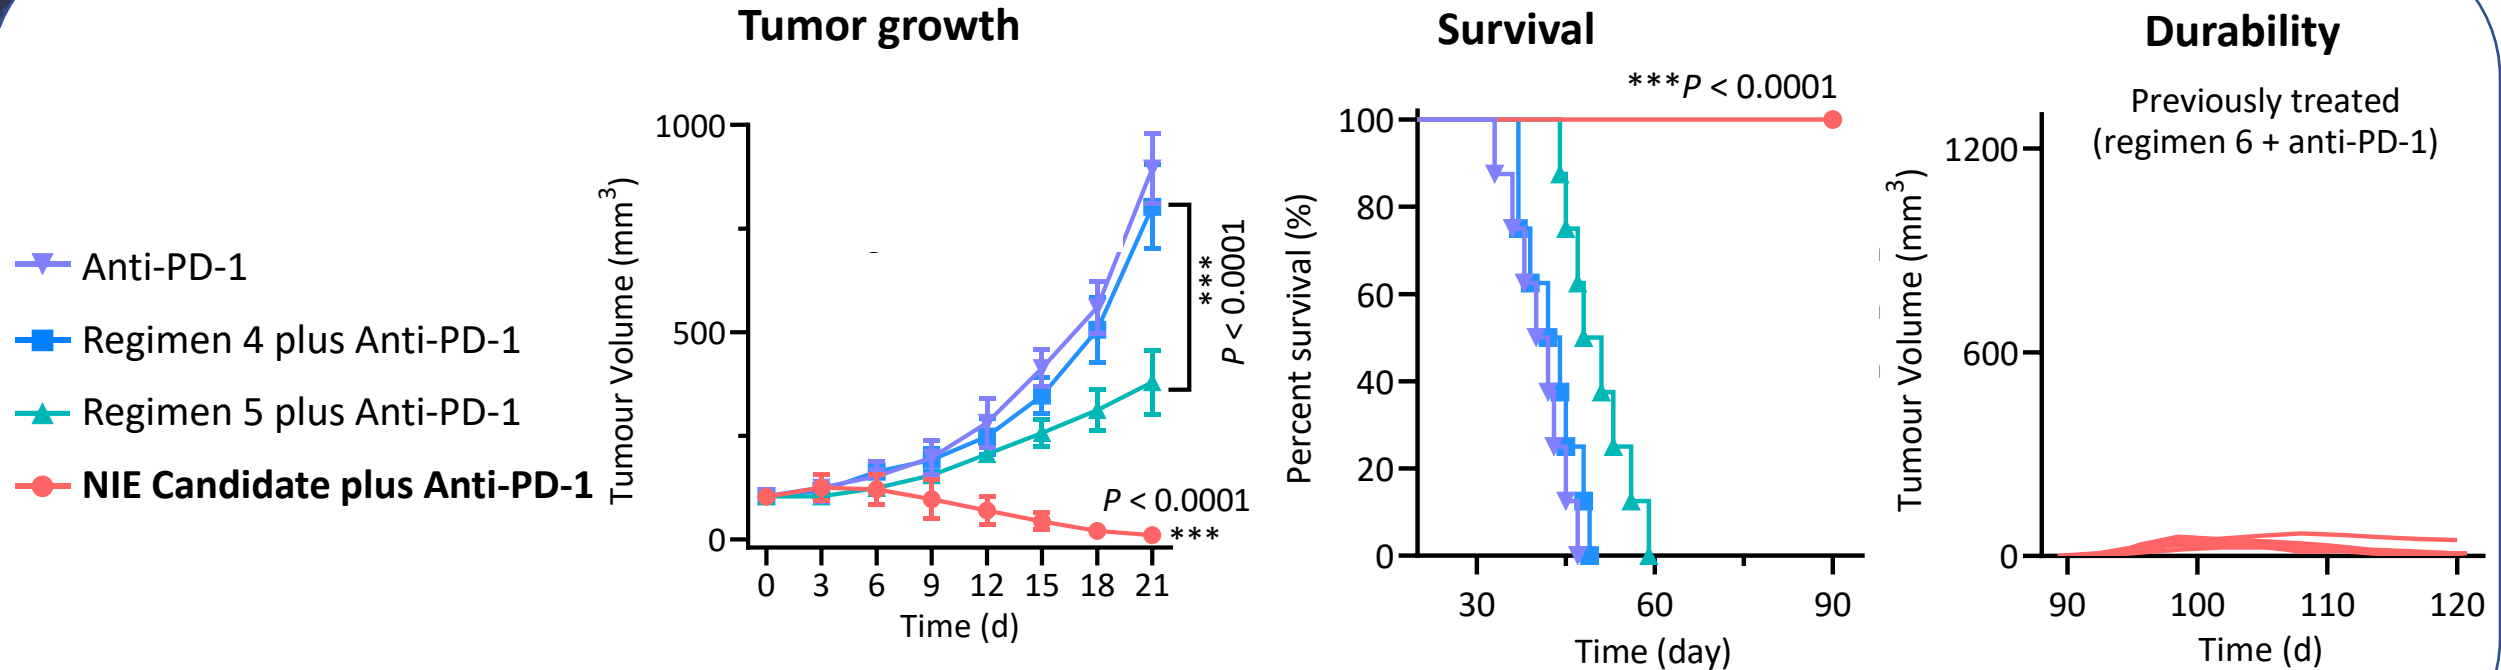 Tumor growth
Survival
Durability
Anti-PD-1
Regimen 4 plus Anti-PD-1
Regimen 5 plus Anti-PD-1
NIE Candidate plus Anti-PD-1
Tumour Volume (mm³)
1000
500
0
0 3 6 9 12 15 18 21
Time (d)
***
P < 0.0001
P < 0.0001
***
***P < 0.0001
Percent survival (%)
100
80
60
40
20
0
30 60 90
Time (day)
Previously treated
(regimen 6 + anti-PD-1)
Tumour Volume (mm³)
1200
600
0
90 100 110 120
Time (d)